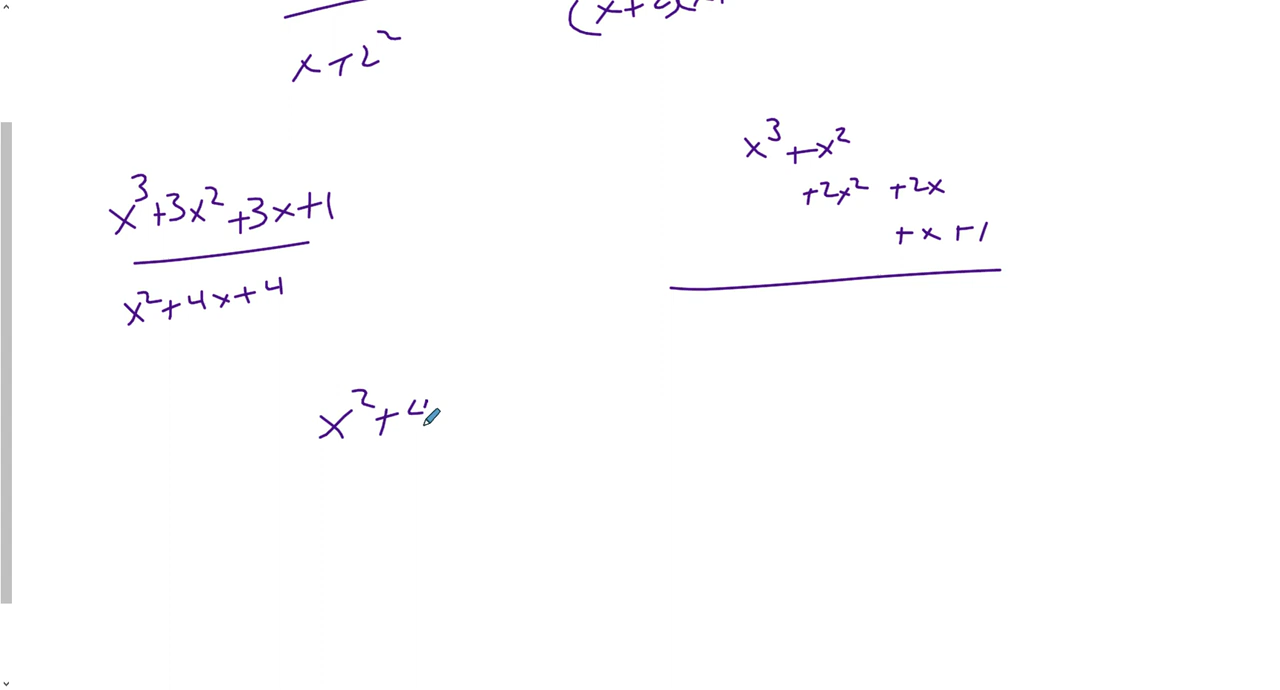 x+2²
x³+x²
+2x² +2x
+x+1
x³+3x²+3x+1
x²+4x+4
x²+4